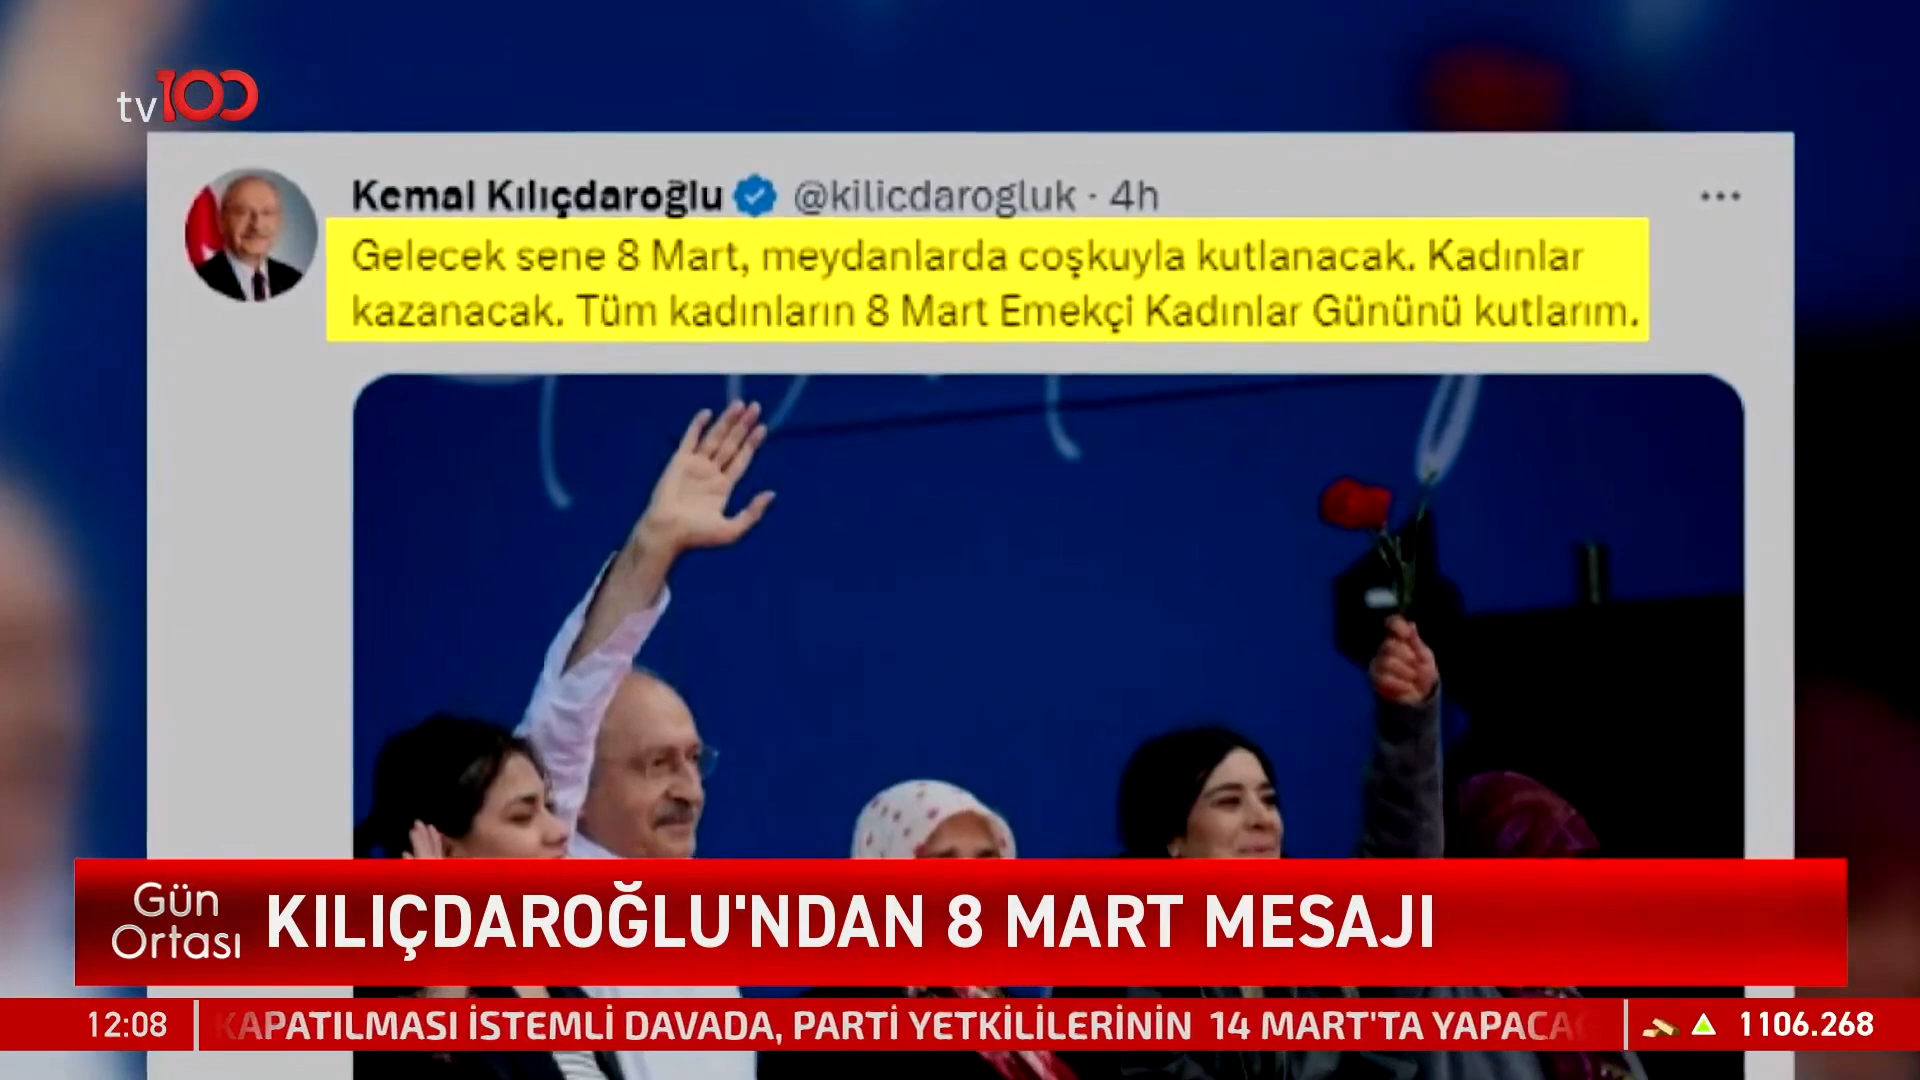 tv100
Kemal Kılıçdaroğlu @kilicdarogluk · 4h
Gelecek sene 8 Mart, meydanlarda coşkuyla kutlanacak. Kadınlar
kazanacak. Tüm kadınların 8 Mart Emekçi Kadınlar Gününü kutlarım.
Gün
Ortası
KILIÇDAROĞLU'NDAN 8 MART MESAJI
12:08
KAPATILMASI İSTEMLİ DAVADA, PARTİ YETKİLİLERİNİN 14 MART'TA
1106.268